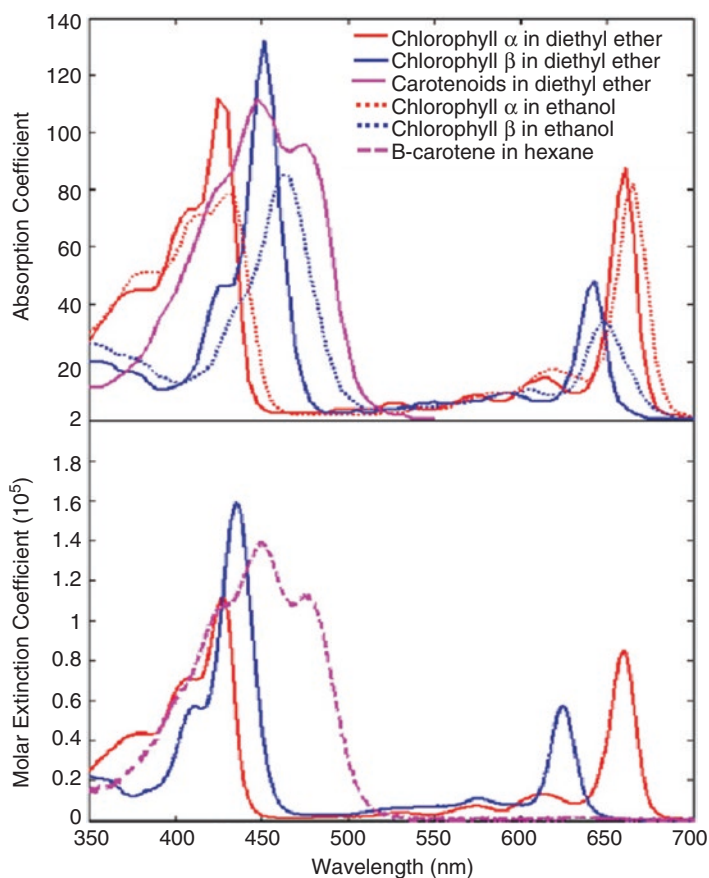 140
120
100
80
60
40
20
2
Absorption Coefficient
Chlorophyll α in diethyl ether
Chlorophyll β in diethyl ether
Carotenoids in diethyl ether
Chlorophyll α in ethanol
Chlorophyll β in ethanol
B-carotene in hexane
1.8
1.6
1.4
1.2
1
0.8
0.6
0.4
0.2
0
Molar Extinction Coefficient (10⁵)
350 400 450 500 550 600 650 700
Wavelength (nm)